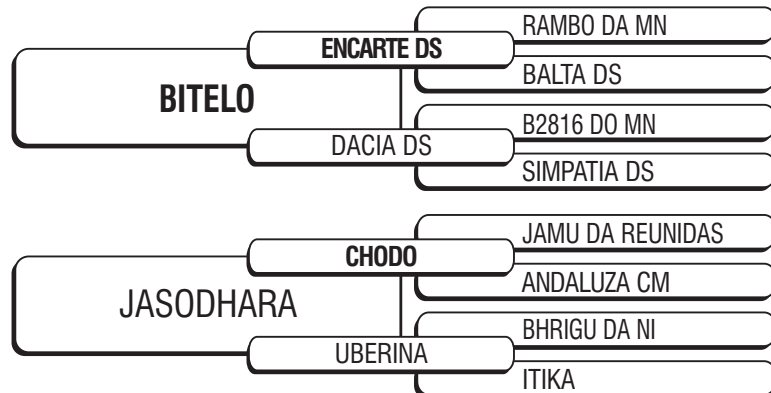 RAMBO DA MN
ENCARTE DS
BALTA DS
BITELO
B2816 DO MN
DACIA DS
SIMPATIA DS
JAMU DA REUNIDAS
CHODO
ANDALUZA CM
JASODHARA
BHRIGU DA NI
UBERINA
ITIKA